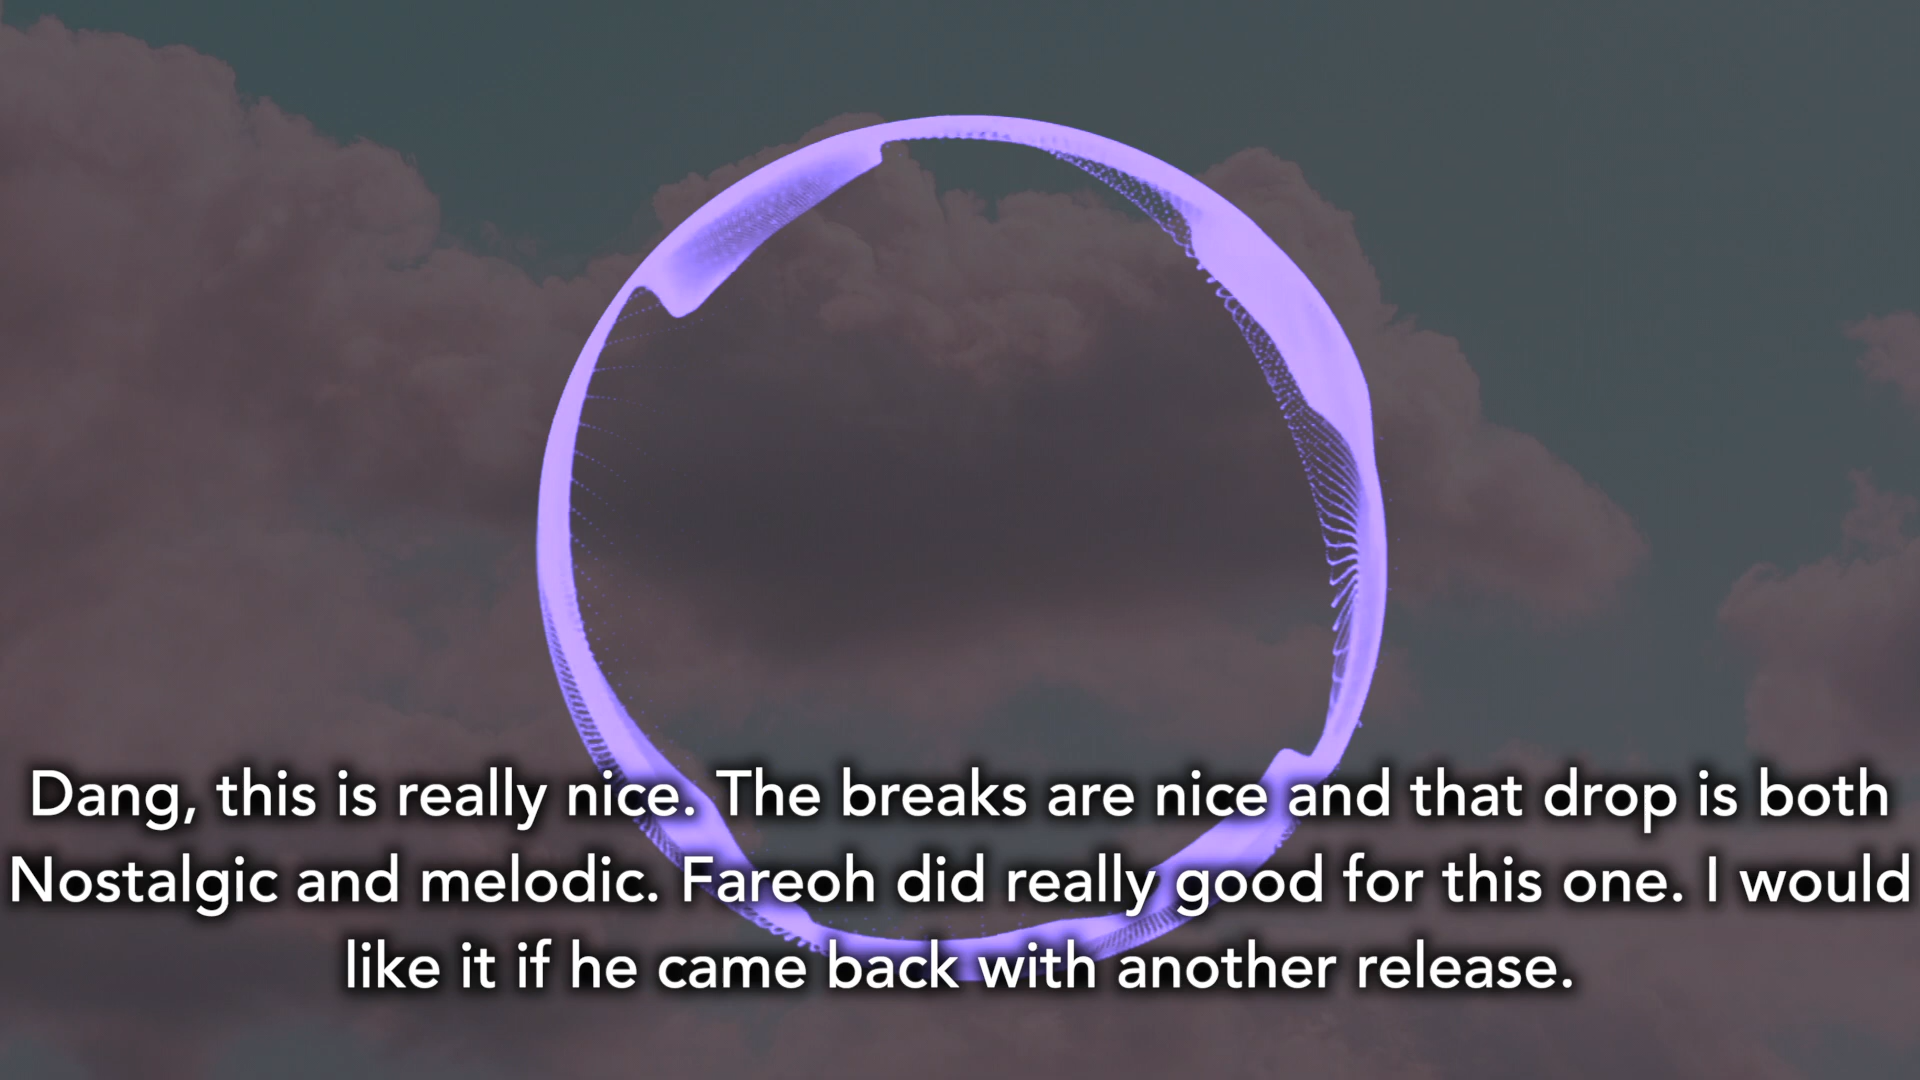 Dang, this is really nice. The breaks are nice and that drop is both
Nostalgic and melodic. Fareoh did really good for this one. I would
like it if he came back with another release.